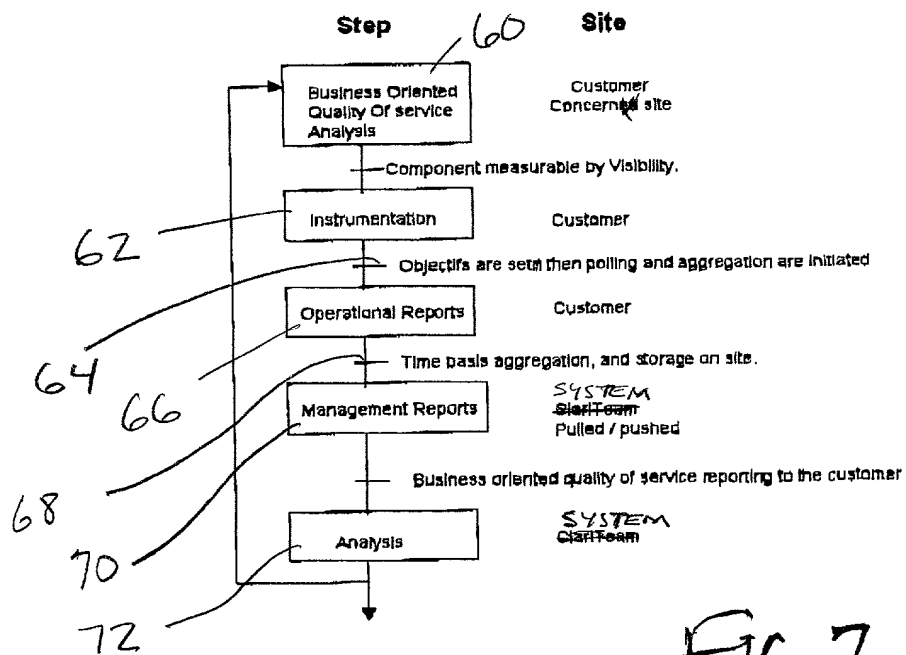 Step
Site
60
Business Oriented
Quality Of service
Analysis
Customer
Concerned site
Component measurable by Visibility.
62
Instrumentation
Customer
64
Objectifs are set then polling and aggregation are initiated
66
Operational Reports
Customer
68
Time basis aggregation, and storage on site.
70
Management Reports
SYSTEM
ClariTeam
Pulled / pushed
Business oriented quality of service reporting to the customer
72
Analysis
SYSTEM
ClariTeam